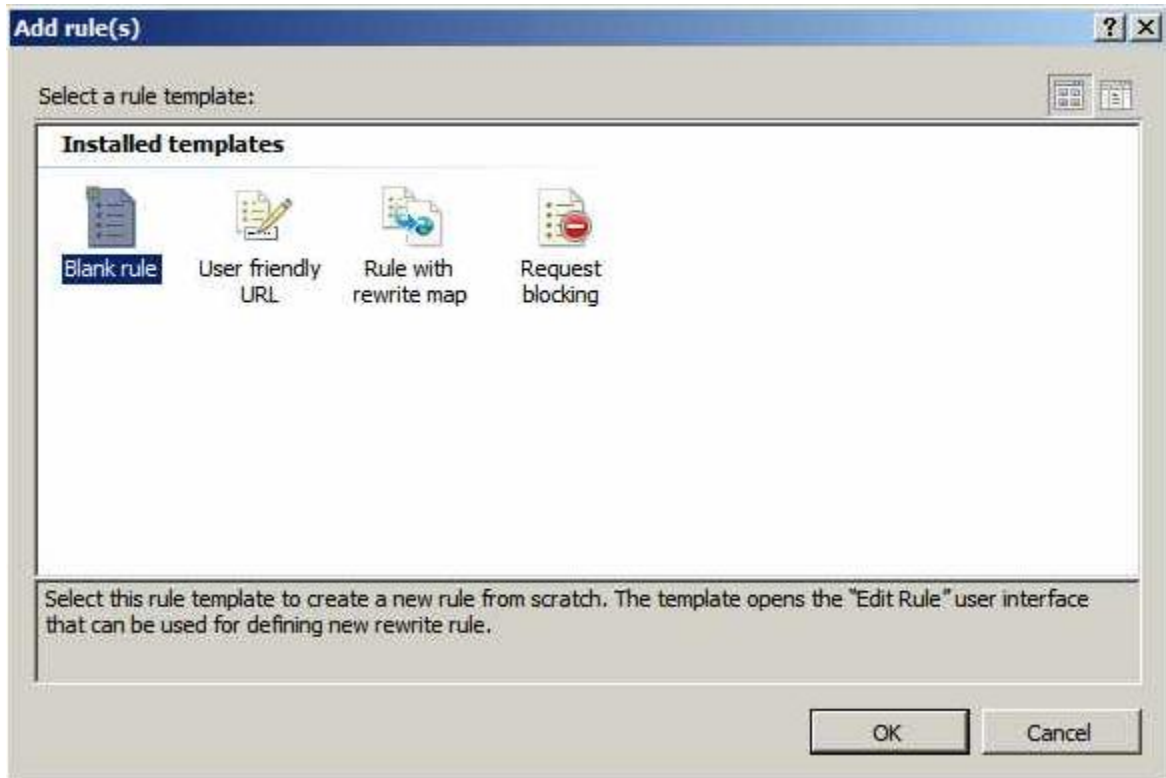 Add rule(s)
Select a rule template:
Installed templates
Blank rule
User friendly
URL
Rule with
rewrite map
Request
blocking
Select this rule template to create a new rule from scratch. The template opens the "Edit Rule" user interface
that can be used for defining new rewrite rule.
OK
Cancel